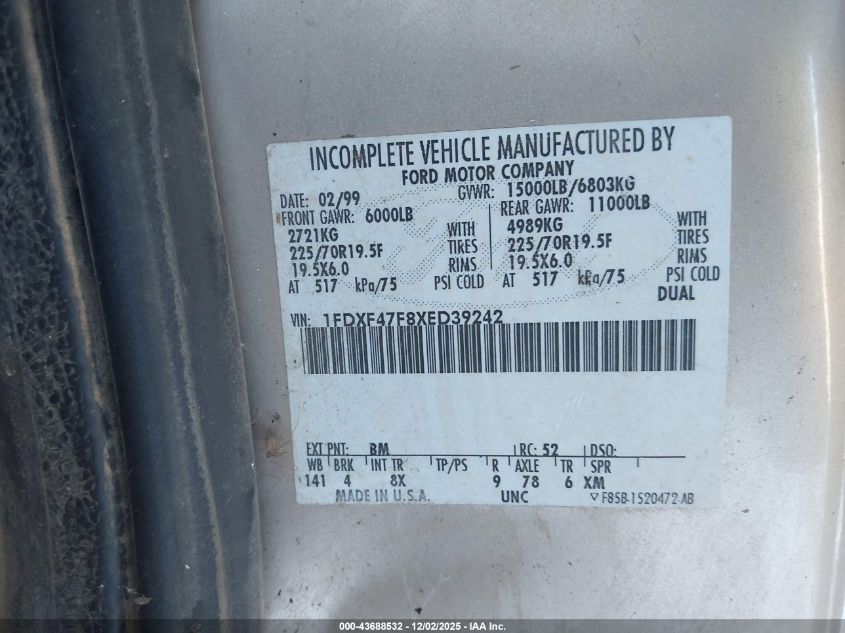 INCOMPLETE VEHICLE MANUFACTURED BY
FORD MOTOR COMPANY
DATE: 02/99 GVWR: 15000LB/6803KG
FRONT GAWR: 6000LB REAR GAWR: 11000LB
2721KG WITH 4989KG WITH
225/70R19.5F TIRES 225/70R19.5F TIRES
19.5X6.0 RIMS 19.5X6.0 RIMS
AT 517 kPa/75 PSI COLD AT 517 kPa/75 PSI COLD
DUAL
VIN: 1FDXF47F8XED39242
EXT PNT: BM RC: 52 DSO:
WB BRK INT TR TP/PS R AXLE TR SPR
141 4 8X 9 78 6 XM
MADE IN U.S.A. UNC F85B-1520472-AB
000-43688532 - 12/02/2025 - IAA Inc.